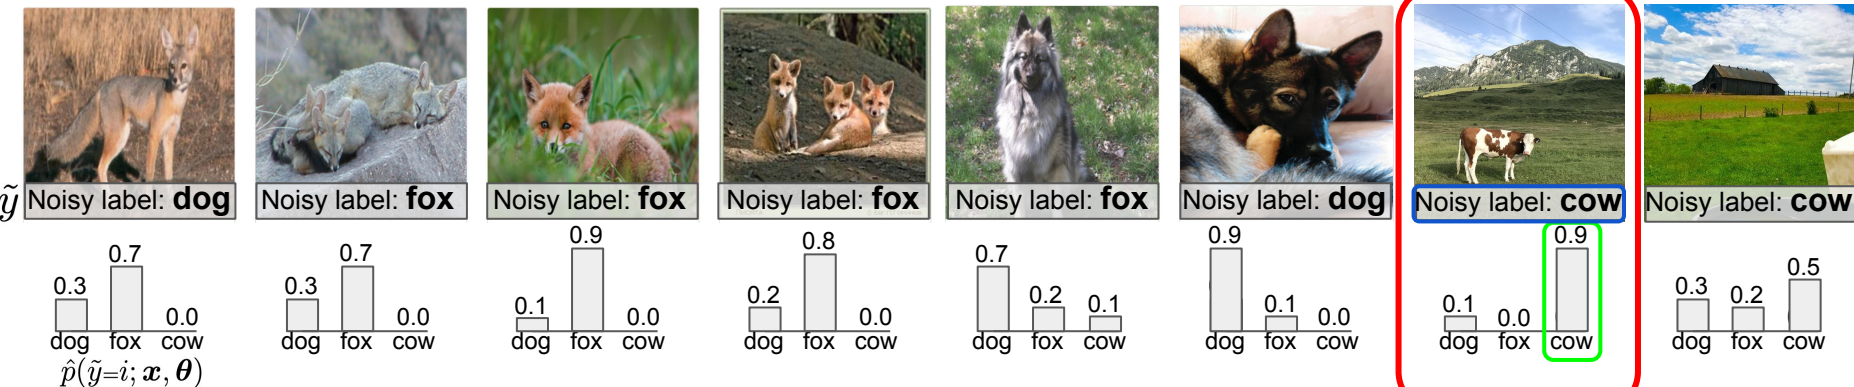 ỹ Noisy label: dog Noisy label: fox Noisy label: fox Noisy label: fox Noisy label: fox Noisy label: dog Noisy label: cow Noisy label: cow
0.3 0.7 0.0 0.3 0.7 0.0 0.1 0.9 0.0 0.2 0.8 0.0 0.7 0.2 0.1 0.9 0.1 0.0 0.1 0.0 0.9 0.3 0.2 0.5
dog fox cow dog fox cow dog fox cow dog fox cow dog fox cow dog fox cow dog fox cow dog fox cow
p̂(ỹ=i; x, θ)